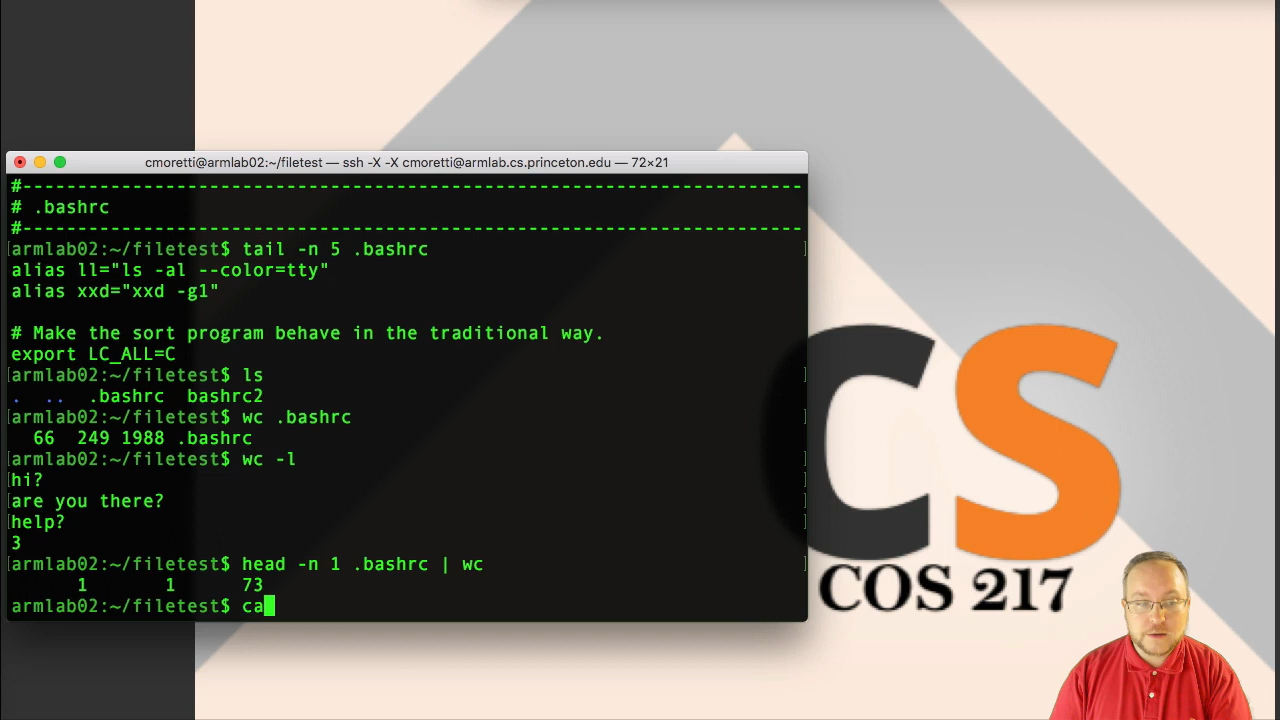 cmoretti@armlab02:~/filetest — ssh -X -X cmoretti@armlab.cs.princeton.edu — 72×21
#-----------------------------------------------------------------------
# .bashrc
#-----------------------------------------------------------------------
[armlab02:~/filetest$ tail -n 5 .bashrc ]
alias ll="ls -al --color=tty"
alias xxd="xxd -g1"
# Make the sort program behave in the traditional way.
export LC_ALL=C
[armlab02:~/filetest$ ls ]
. .. .bashrc bashrc2
[armlab02:~/filetest$ wc .bashrc ]
66 249 1988 .bashrc
[armlab02:~/filetest$ wc -l ]
[hi? ]
[are you there? ]
[help? ]
3
[armlab02:~/filetest$ head -n 1 .bashrc | wc ]
1 1 73
armlab02:~/filetest$ ca
CS
COS 217